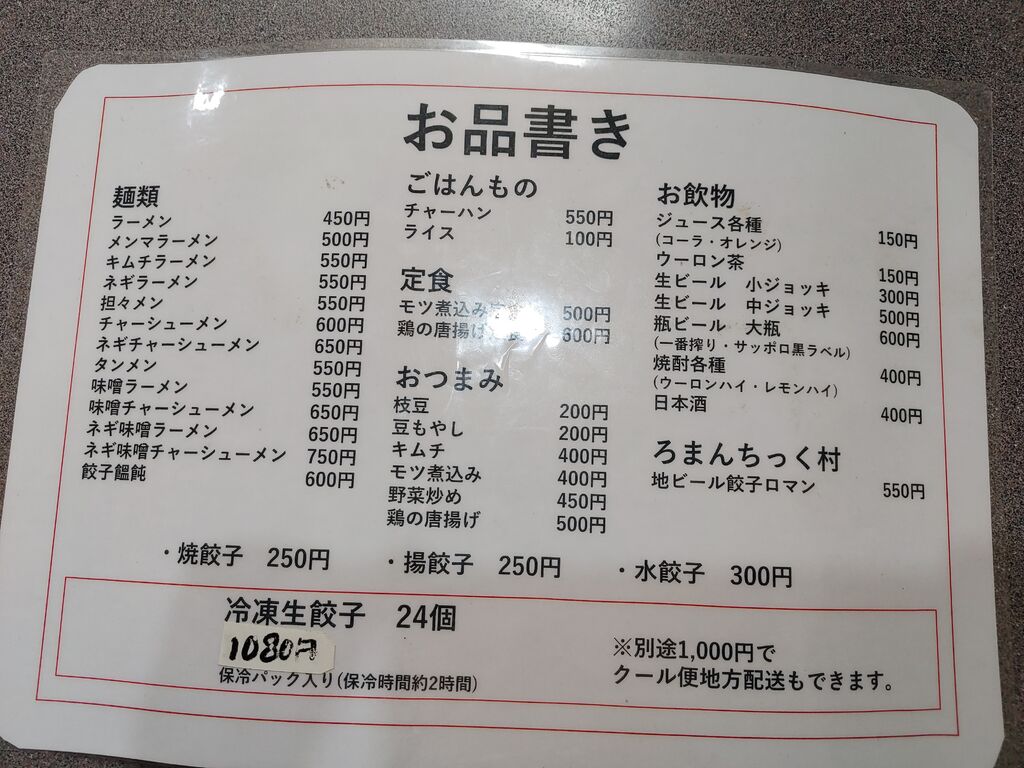 お品書き
麺類
ラーメン 450円
メンマラーメン 500円
キムチラーメン 550円
ネギラーメン 550円
担々メン 550円
チャーシューメン 600円
ネギチャーシューメン 650円
タンメン 550円
味噌ラーメン 550円
味噌チャーシューメン 650円
ネギ味噌ラーメン 650円
ネギ味噌チャーシューメン 750円
餃子饂飩 600円
ごはんもの
チャーハン 550円
ライス 100円
定食
モツ煮込み定食 500円
鶏の唐揚げ定食 600円
おつまみ
枝豆 200円
豆もやし 200円
キムチ 400円
モツ煮込み 400円
野菜炒め 450円
鶏の唐揚げ 500円
お飲物
ジュース各種 150円
(コーラ・オレンジ)
ウーロン茶 150円
生ビール 小ジョッキ 300円
生ビール 中ジョッキ 500円
瓶ビール 大瓶 600円
(一番搾り・サッポロ黒ラベル)
焼酎各種 400円
(ウーロンハイ・レモンハイ)
日本酒 400円
ろまんちっく村
地ビール餃子ロマン 550円
・焼餃子 250円 ・揚餃子 250円 ・水餃子 300円
冷凍生餃子 24個
1080円
保冷パック入り(保冷時間約2時間)
※別途1,000円で
クール便地方配送もできます。